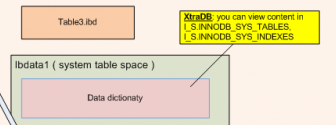 Table3.ibd
XtraDB: you can view content in
I_S.INNODB_SYS_TABLES,
I_S.INNODB_SYS_INDEXES
Ibdata1 ( system table space )
Data dictionaty